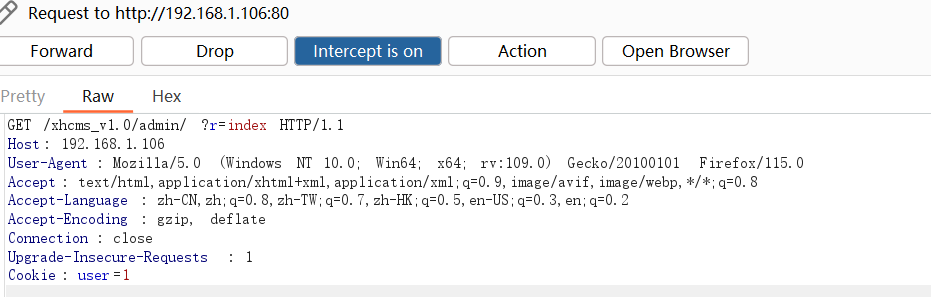 Request to http://192.168.1.106:80
Forward Drop Intercept is on Action Open Browser
Pretty Raw Hex
GET /xhcms_v1.0/admin/ ?r=index HTTP/1.1
Host: 192.168.1.106
User-Agent : Mozilla/5.0 (Windows NT 10.0; Win64; x64; rv:109.0) Gecko/20100101 Firefox/115.0
Accept : text/html,application/xhtml+xml,application/xml;q=0.9,image/avif,image/webp,*/*;q=0.8
Accept-Language : zh-CN,zh;q=0.8,zh-TW;q=0.7,zh-HK;q=0.5,en-US;q=0.3,en;q=0.2
Accept-Encoding : gzip, deflate
Connection : close
Upgrade-Insecure-Requests : 1
Cookie : user=1